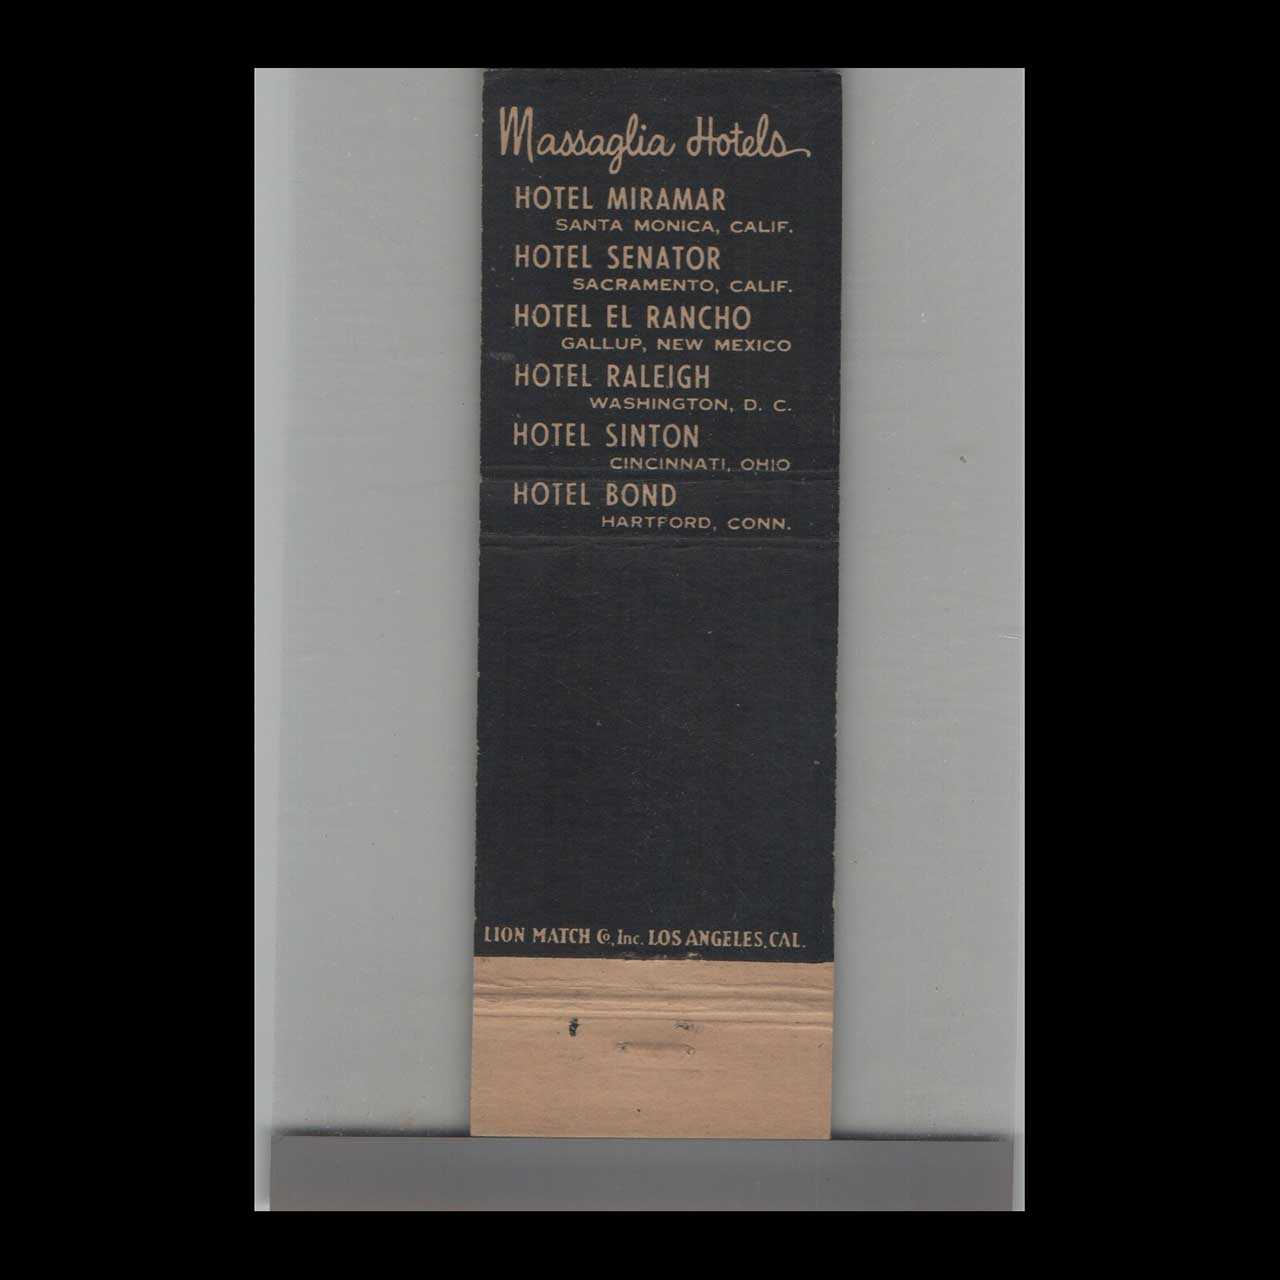 Massaglia Hotels
HOTEL MIRAMAR
SANTA MONICA, CALIF.
HOTEL SENATOR
SACRAMENTO, CALIF.
HOTEL EL RANCHO
GALLUP, NEW MEXICO
HOTEL RALEIGH
WASHINGTON, D. C.
HOTEL SINTON
CINCINNATI, OHIO
HOTEL BOND
HARTFORD, CONN.
LION MATCH Co, Inc. LOS ANGELES, CAL.